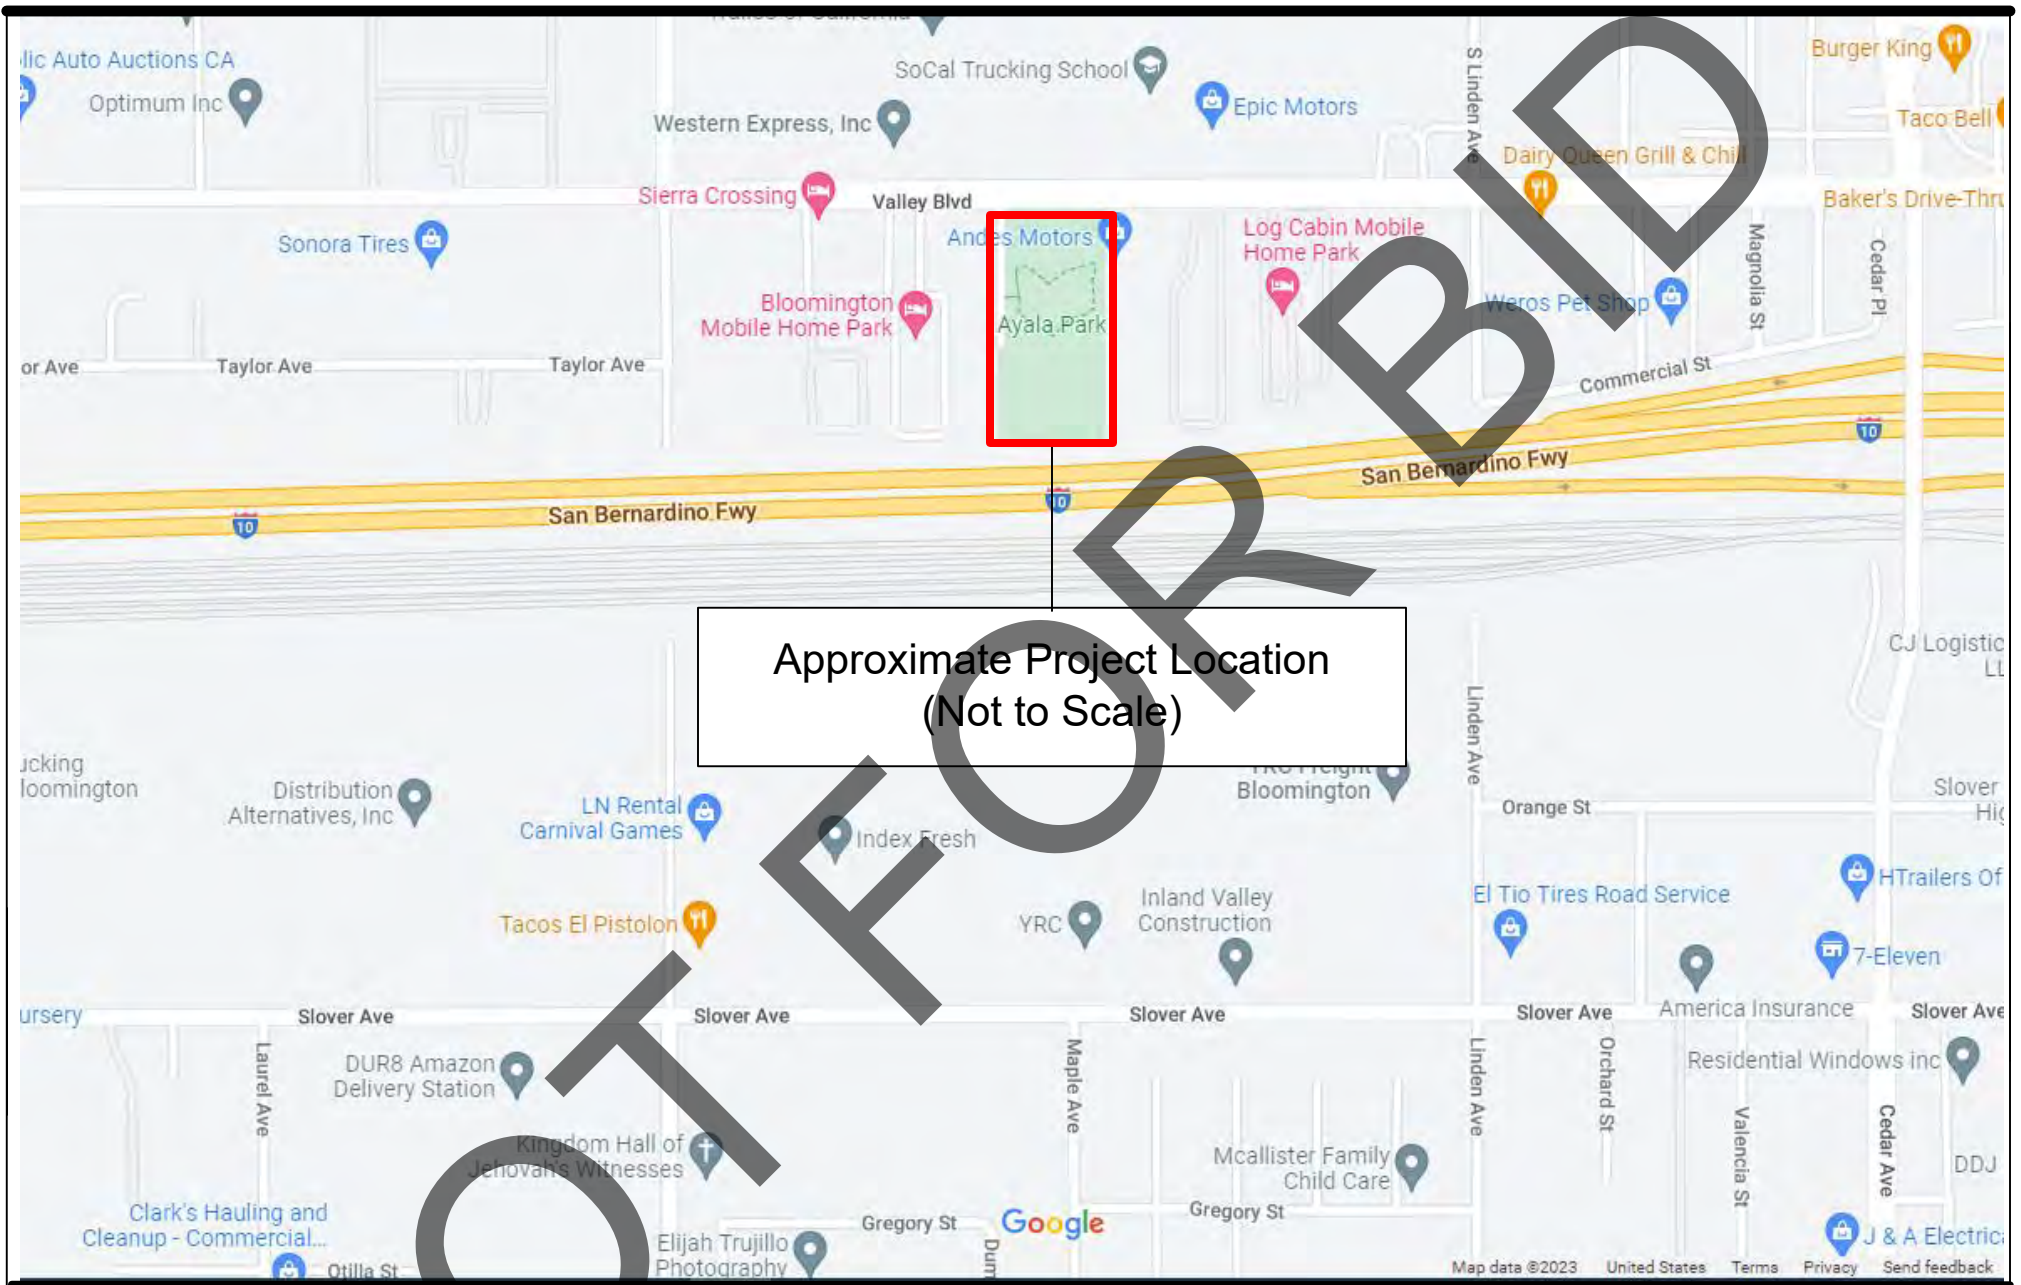 lic Auto Auctions CA
Optimum Inc
SoCal Trucking School
Western Express, Inc
Epic Motors
S Linden Ave
Burger King
Taco Bell
Dairy Queen Grill & Chill
Baker's Drive-Thru
Sierra Crossing
Valley Blvd
Sonora Tires
Andes Motors
Log Cabin Mobile
Home Park
Magnolia St
Cedar Pl
Bloomington
Mobile Home Park
Ayala Park
Weros Pet Shop
or Ave
Taylor Ave
Taylor Ave
Commercial St
10
San Bernardino Fwy
10
San Bernardino Fwy
10
Approximate Project Location
(Not to Scale)
CJ Logistic
Linden Ave
ucking
loomington
Distribution
Alternatives, Inc
LN Rental
Carnival Games
Index Fresh
YRC Freight
Bloomington
Orange St
Slover
Hig
Tacos El Pistolon
YRC
Inland Valley
Construction
El Tio Tires Road Service
HTrailers Of
7-Eleven
America Insurance
ursery
Slover Ave
Slover Ave
Slover Ave
Slover Ave
Slover Ave
Laurel Ave
DUR8 Amazon
Delivery Station
Maple Ave
Linden Ave
Orchard St
Residential Windows inc
Valencia St
Cedar Ave
Kingdom Hall of
Jehovah's Witnesses
Mcallister Family
Child Care
DDJ
Clark's Hauling and
Cleanup - Commercial...
Otilla St
Elijah Trujillo
Photography
Gregory St
Dum
Google
Gregory St
J & A Electric
Map data ©2023 United States Terms Privacy Send feedback
OT FOR BID